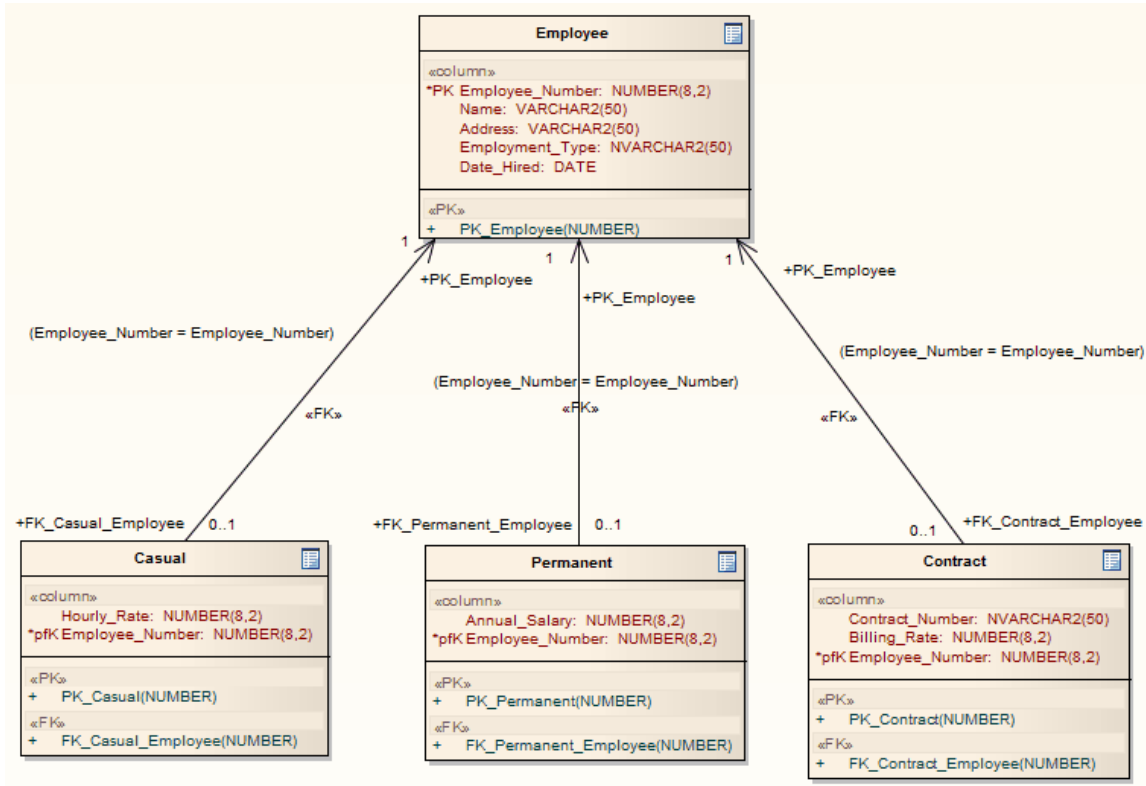 Employee
«column»
*PK Employee_Number: NUMBER(8,2)
Name: VARCHAR2(50)
Address: VARCHAR2(50)
Employment_Type: NVARCHAR2(50)
Date_Hired: DATE
«PK»
+ PK_Employee(NUMBER)
1
1
1
+PK_Employee
+PK_Employee
+PK_Employee
(Employee_Number = Employee_Number)
(Employee_Number = Employee_Number)
(Employee_Number = Employee_Number)
«FK»
«FK»
«FK»
+FK_Casual_Employee
0..1
+FK_Permanent_Employee
0..1
+FK_Contract_Employee
0..1
Casual
«column»
Hourly_Rate: NUMBER(8,2)
*pfK Employee_Number: NUMBER(8,2)
«PK»
+ PK_Casual(NUMBER)
«FK»
+ FK_Casual_Employee(NUMBER)
Permanent
«column»
Annual_Salary: NUMBER(8,2)
*pfK Employee_Number: NUMBER(8,2)
«PK»
+ PK_Permanent(NUMBER)
«FK»
+ FK_Permanent_Employee(NUMBER)
Contract
«column»
Contract_Number: NVARCHAR2(50)
Billing_Rate: NUMBER(8,2)
*pfK Employee_Number: NUMBER(8,2)
«PK»
+ PK_Contract(NUMBER)
«FK»
+ FK_Contract_Employee(NUMBER)